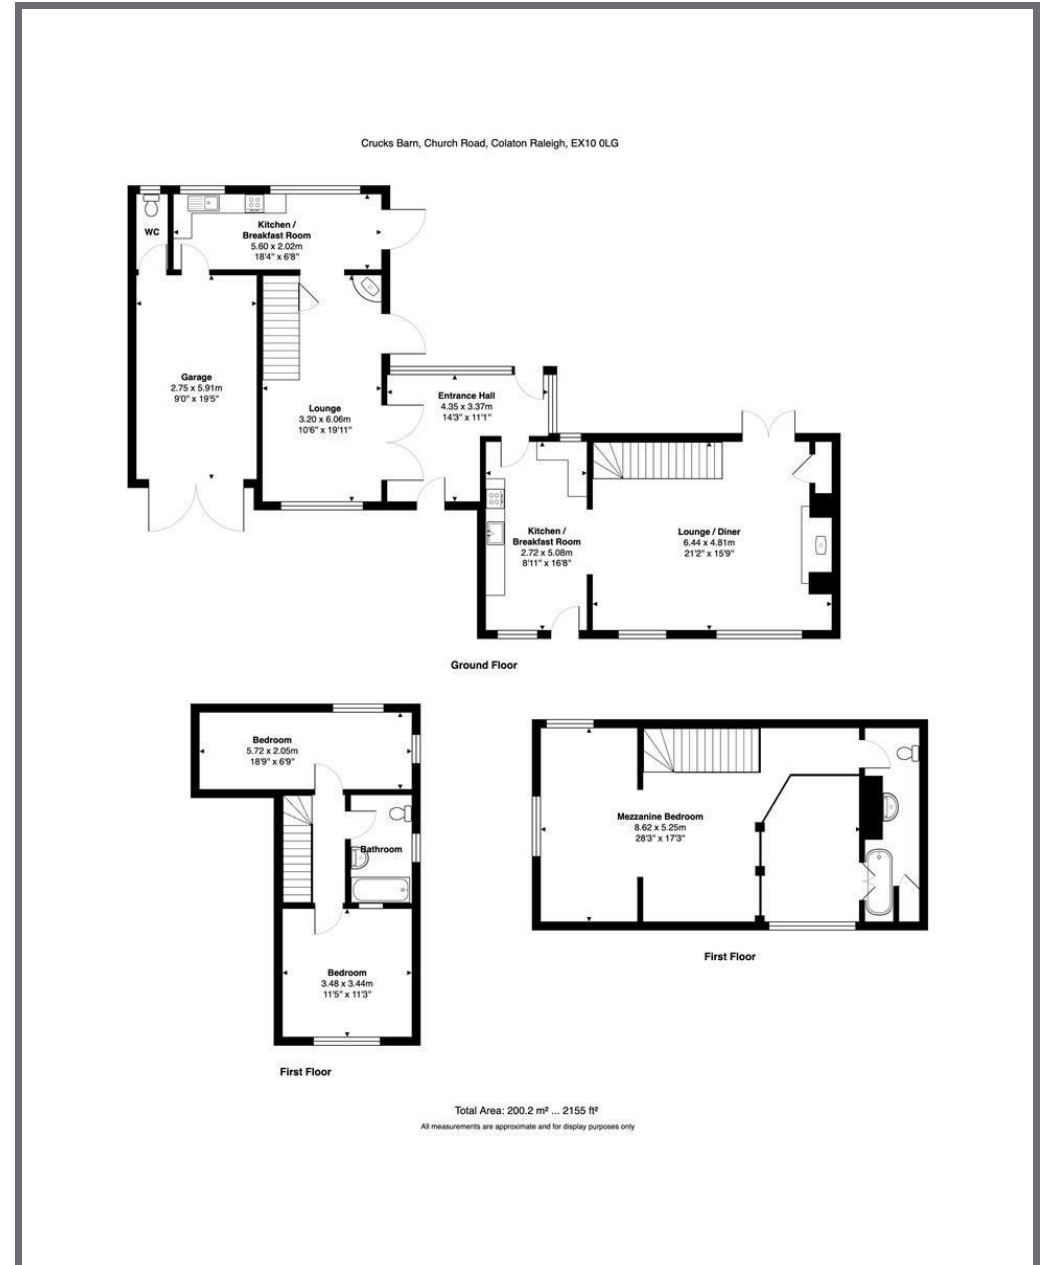 Crucks Barn, Church Road, Colaton Raleigh, EX10 0LG
WC
Kitchen /
Breakfast Room
5.60 x 2.02m
18'4" x 6'8"
Garage
2.75 x 5.91m
9'0" x 19'5"
Lounge
3.20 x 6.06m
10'6" x 19'11"
Entrance Hall
4.35 x 3.37m
14'3" x 11'1"
Kitchen /
Breakfast Room
2.72 x 5.08m
8'11" x 16'8"
Lounge / Diner
6.44 x 4.81m
21'2" x 15'9"
Ground Floor
Bedroom
5.72 x 2.05m
18'9" x 6'9"
Bathroom
Bedroom
3.48 x 3.44m
11'5" x 11'3"
First Floor
Mezzanine Bedroom
8.62 x 5.25m
28'3" x 17'3"
First Floor
Total Area: 200.2 m² ... 2155 ft²
All measurements are approximate and for display purposes only